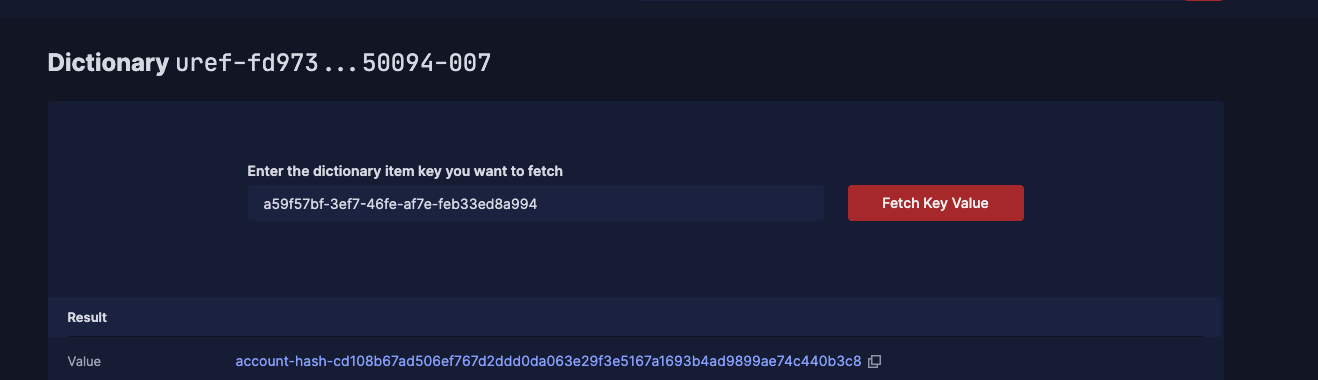 Dictionary uref-fd973...50094-007
Enter the dictionary item key you want to fetch
a59f57bf-3ef7-46fe-af7e-feb33ed8a994
Fetch Key Value
Result
Value account-hash-cd108b67ad506ef767d2ddd0da063e29f3e5167a1693b4ad9899ae74c440b3c8